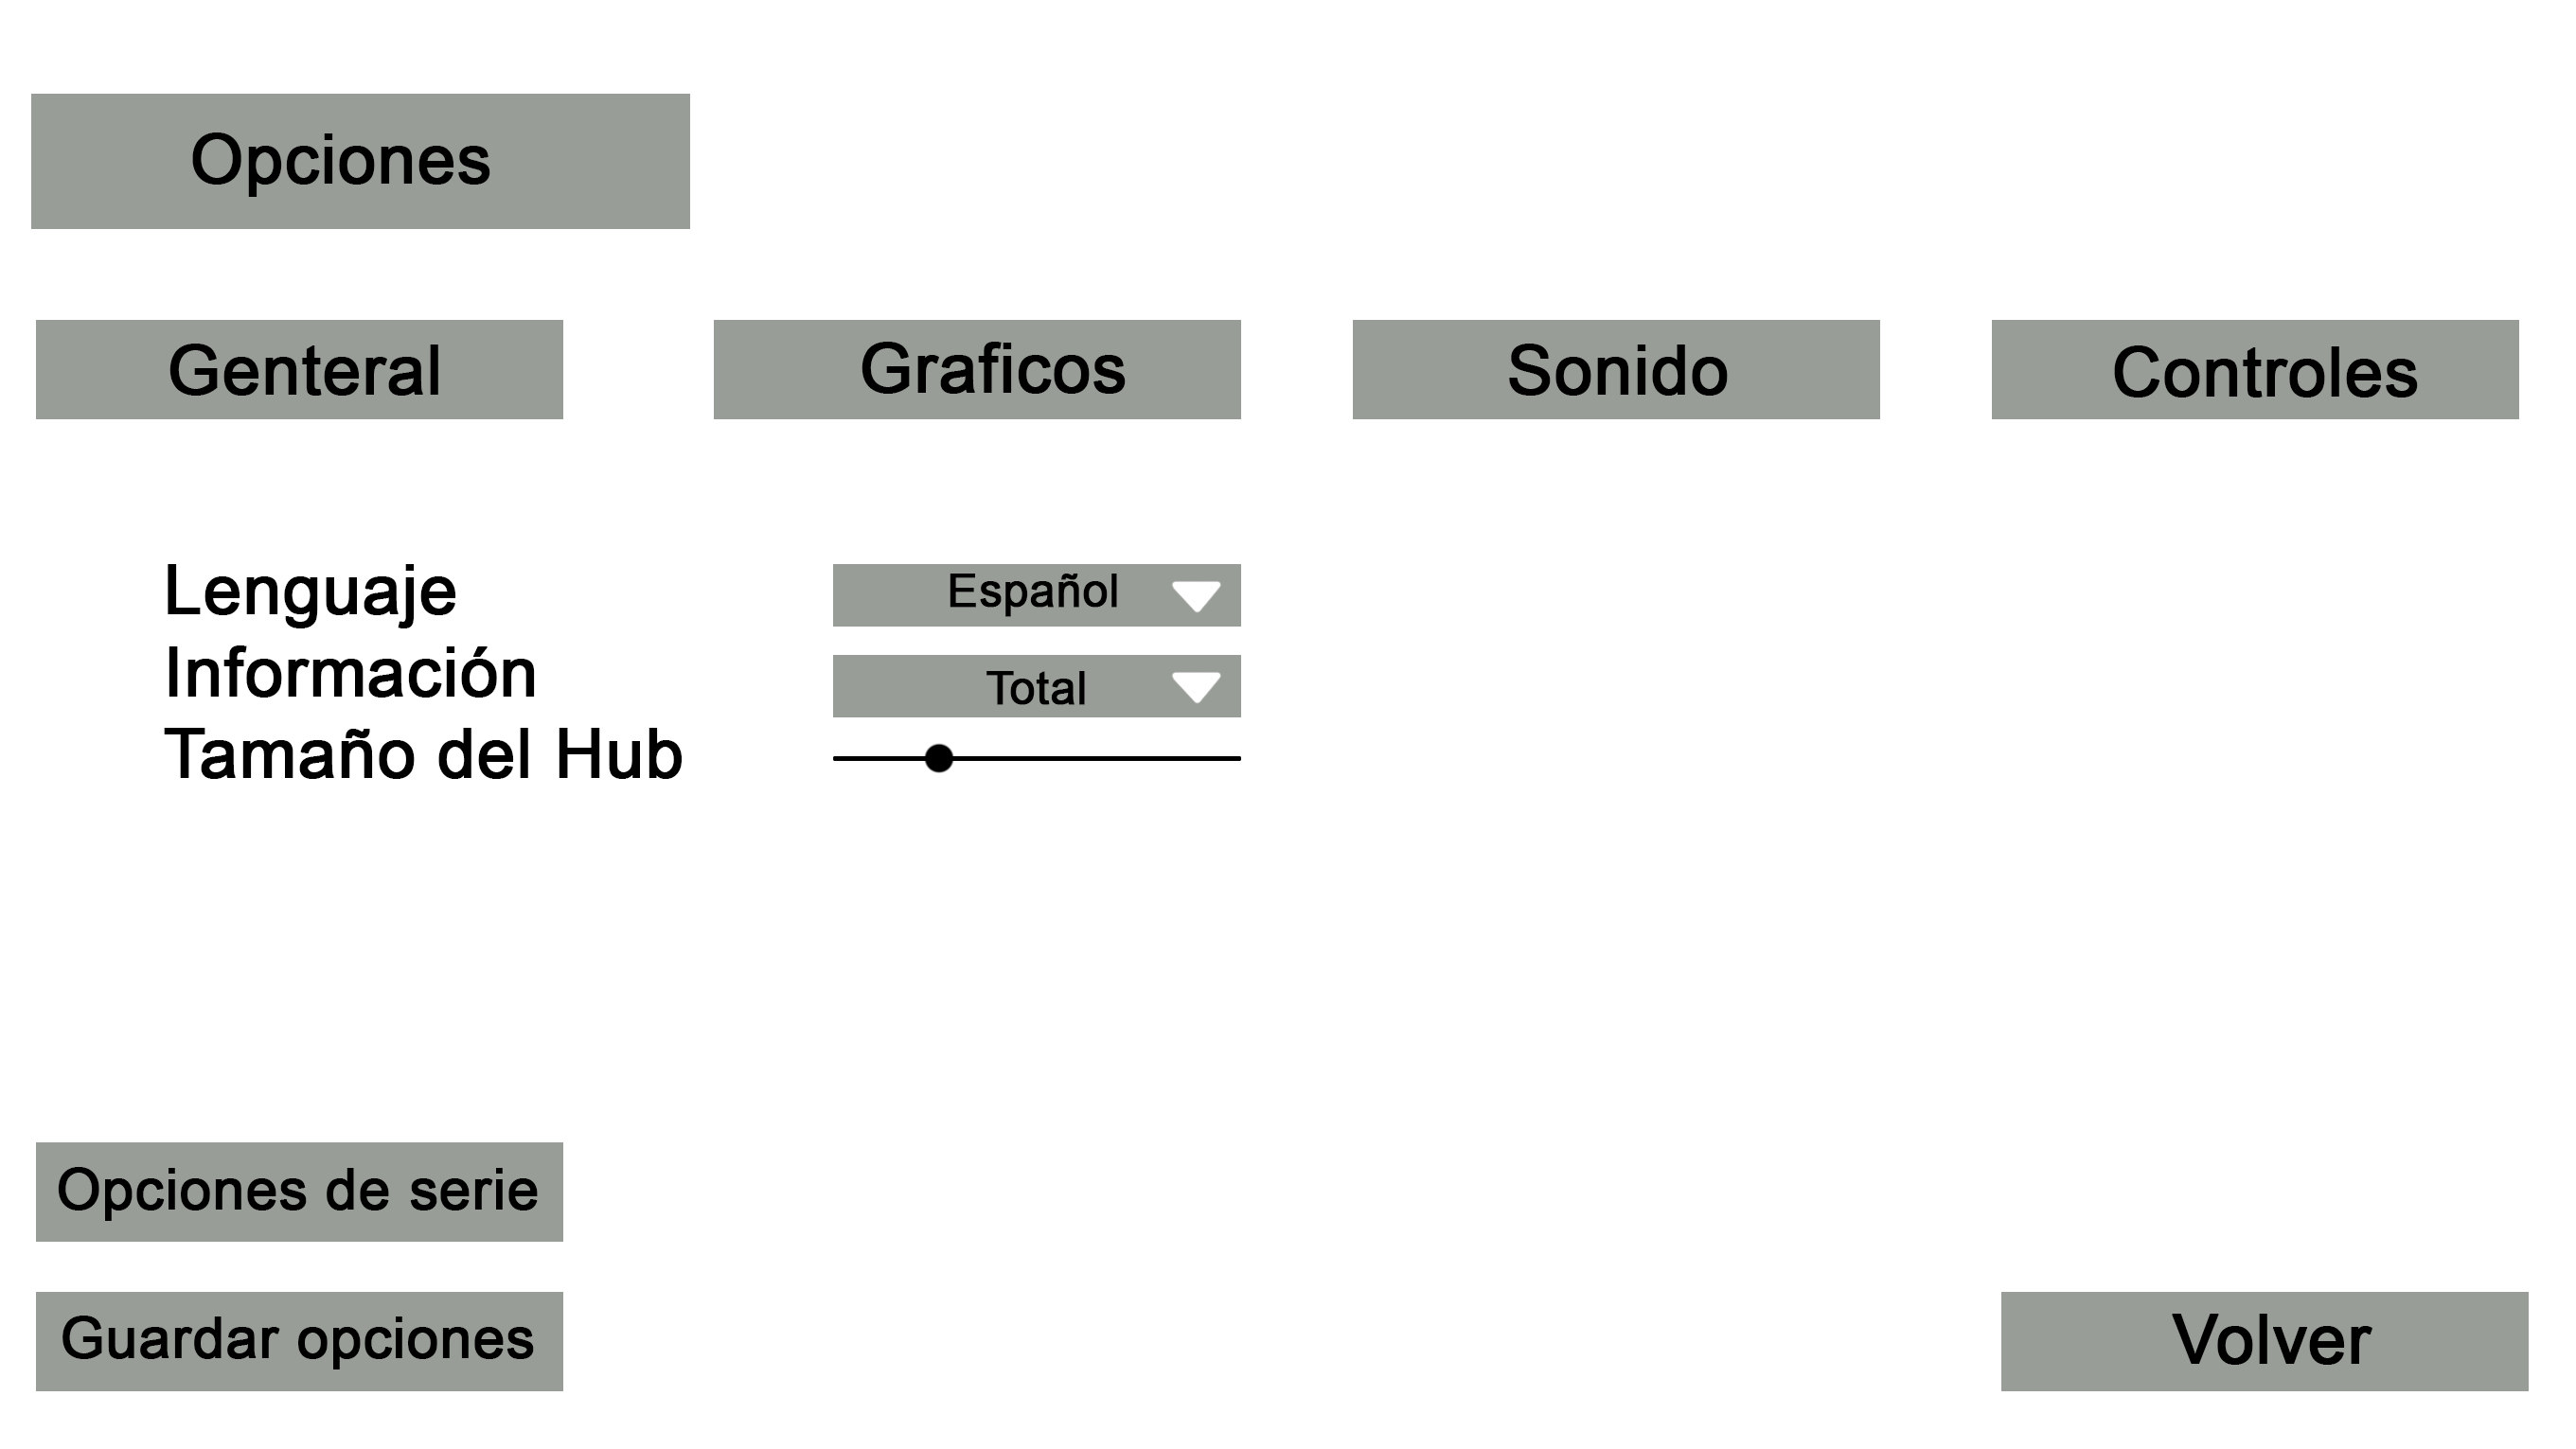 Opciones
Genteral
Graficos
Sonido
Controles
Lenguaje
Español
Información
Total
Tamaño del Hub
Opciones de serie
Guardar opciones
Volver